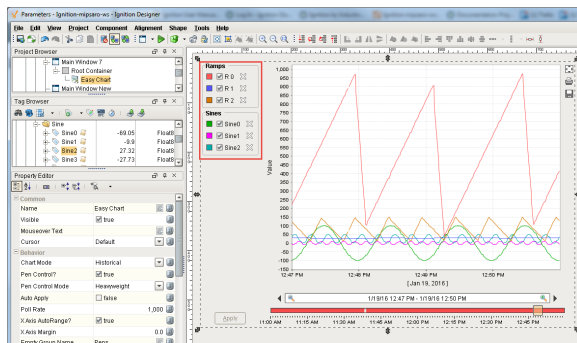 Parameters - Ignition-mipsaro-ws - Ignition Designer
File Edit View Project Component Alignment Shape Tools Help
Project Browser
Main Window 7
Root Container
Easy Chart
Main Window New
Tag Browser
Sine
Sine0 -69.05 Float8
Sine1 -9.9 Float8
Sine2 27.32 Float8
Sine3 -27.73 Float8
Property Editor
Common
Name Easy Chart
Visible true
Mouseover Text
Cursor Default
Behavior
Chart Mode Historical
Pen Control? true
Pen Control Mode Heavyweight
Auto Apply false
Poll Rate 1,000
X Axis AutoRange? true
X Axis Margin 0.0
Empty Group Name Pens
Ramps
R 0
R 1
R 2
Sines
Sine0
Sine1
Sine2
Value
1,000
950
900
850
800
750
700
650
600
550
500
450
400
350
300
250
200
150
100
50
0
-50
-100
-150
12:47 PM 12:48 PM 12:49 PM 12:50 PM
[Jan 19, 2016]
1/19/16 12:47 PM - 1/19/16 12:50 PM
Apply
11:00 AM 11:15 AM 11:30 AM 11:45 AM 12:00 PM 12:15 PM 12:30 PM 12:45 PM